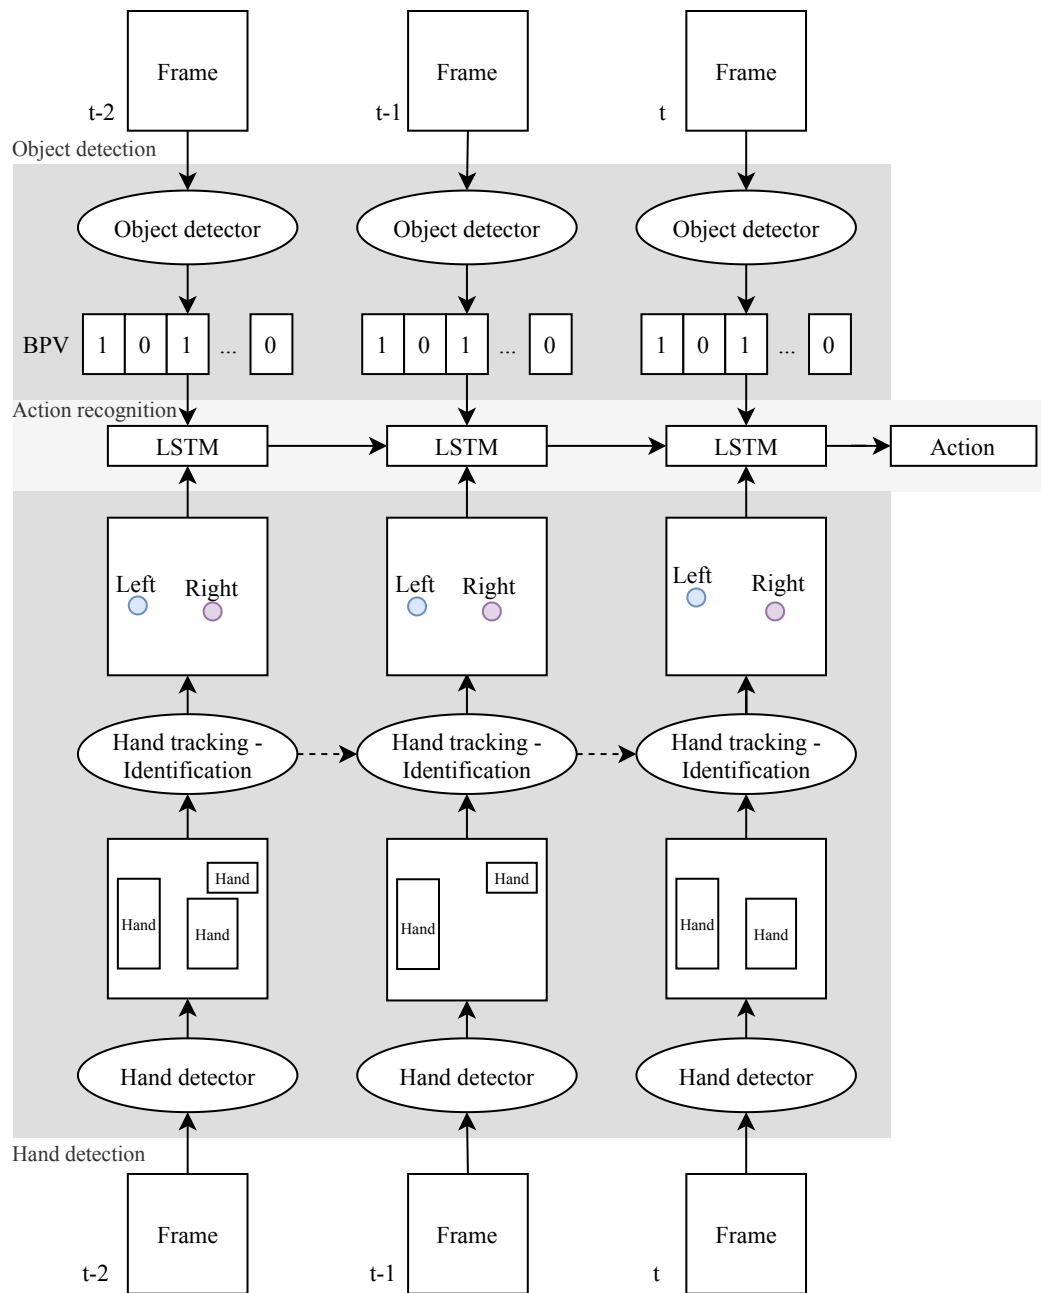 Frame
Frame
Frame
t-2
t-1
t
Object detection
Object detector
Object detector
Object detector
BPV
1 0 1 ... 0
1 0 1 ... 0
1 0 1 ... 0
Action recognition
LSTM
LSTM
LSTM
Action
Left
Right
Left
Right
Left
Right
Hand tracking -
Identification
Hand tracking -
Identification
Hand tracking -
Identification
Hand
Hand
Hand
Hand
Hand
Hand
Hand
Hand detector
Hand detector
Hand detector
Hand detection
Frame
Frame
Frame
t-2
t-1
t